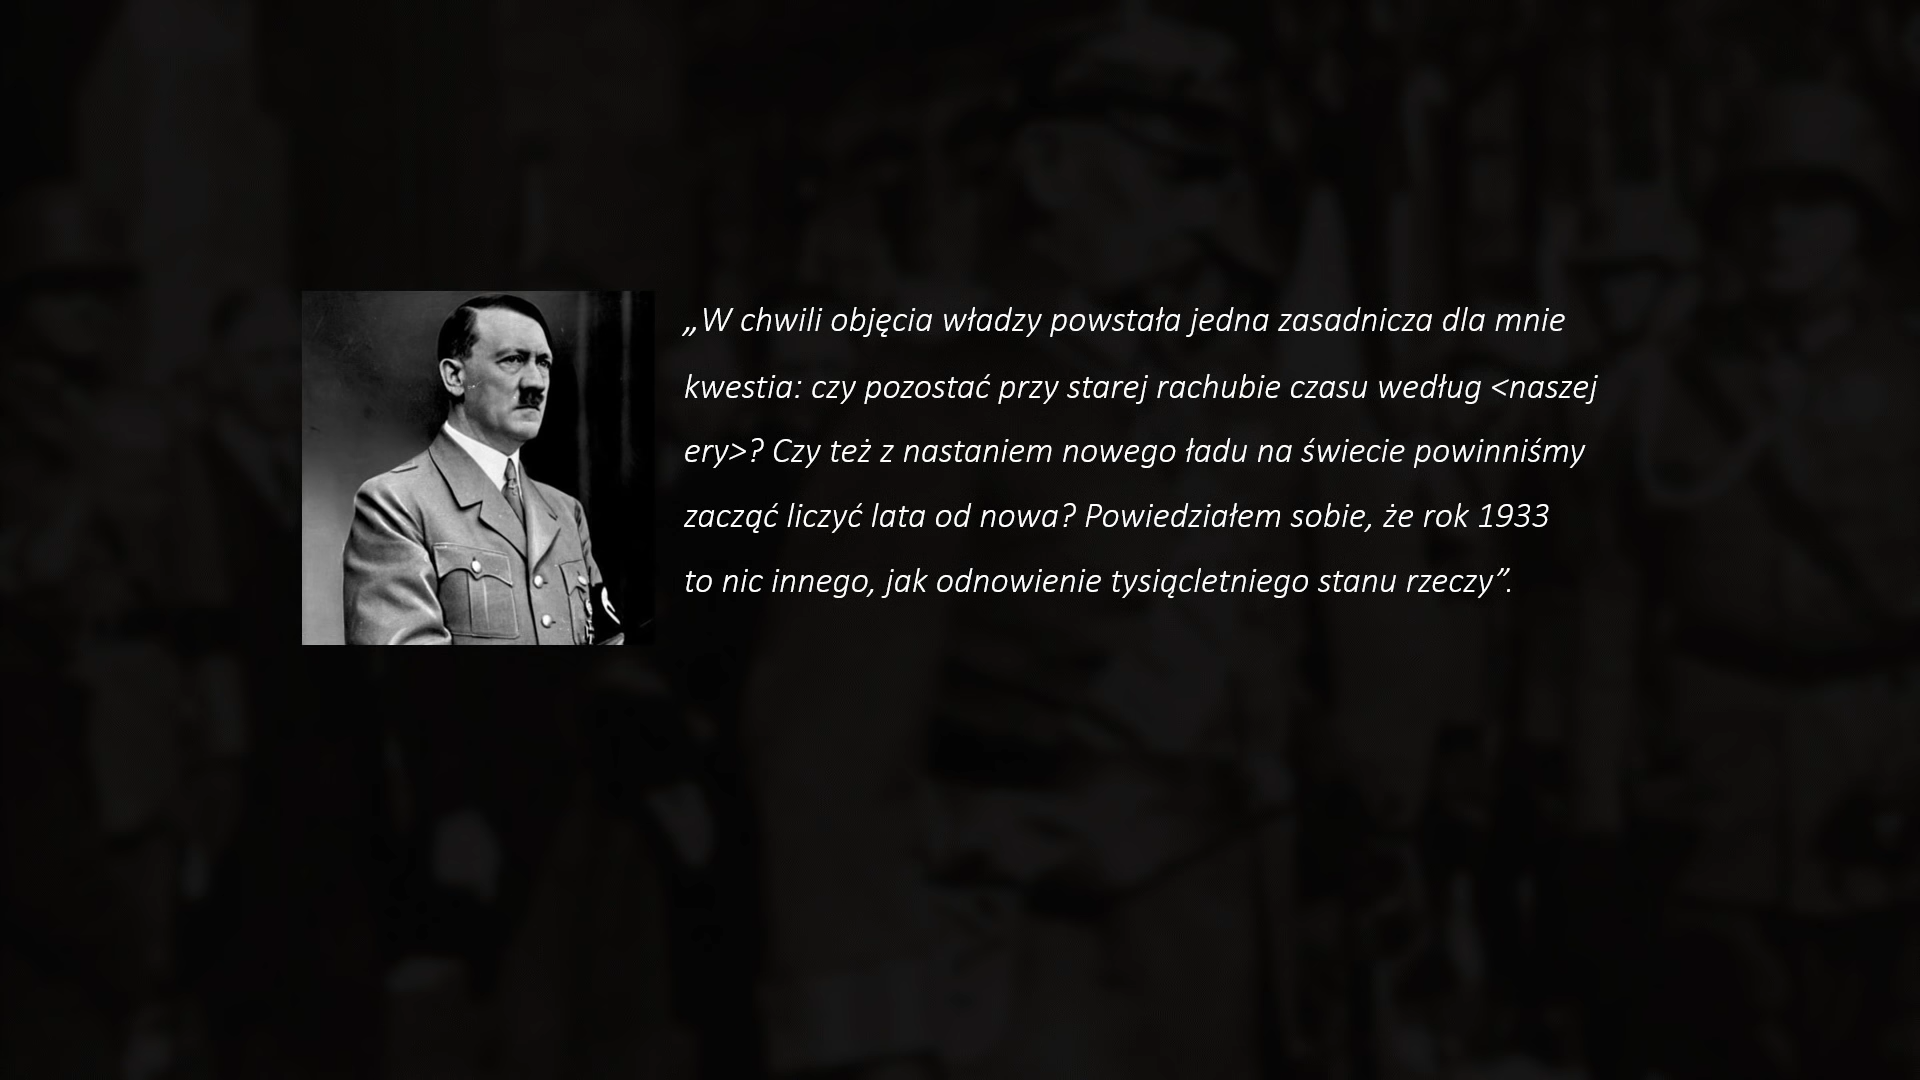 „W chwili objęcia władzy powstała jedna zasadnicza dla mnie
kwestia: czy pozostać przy starej rachubie czasu według <naszej
ery>? Czy też z nastaniem nowego ładu na świecie powinniśmy
zacząć liczyć lata od nowa? Powiedziałem sobie, że rok 1933
to nic innego, jak odnowienie tysiącletniego stanu rzeczy”.